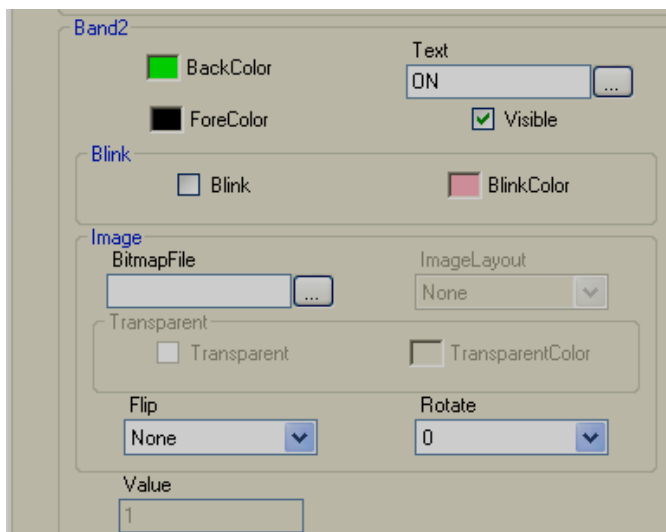 Band2
BackColor
Text
ON
...
ForeColor
Visible
Blink
Blink
BlinkColor
Image
BitmapFile
ImageLayout
...
None
Transparent
Transparent
TransparentColor
Flip
Rotate
None
0
Value
1